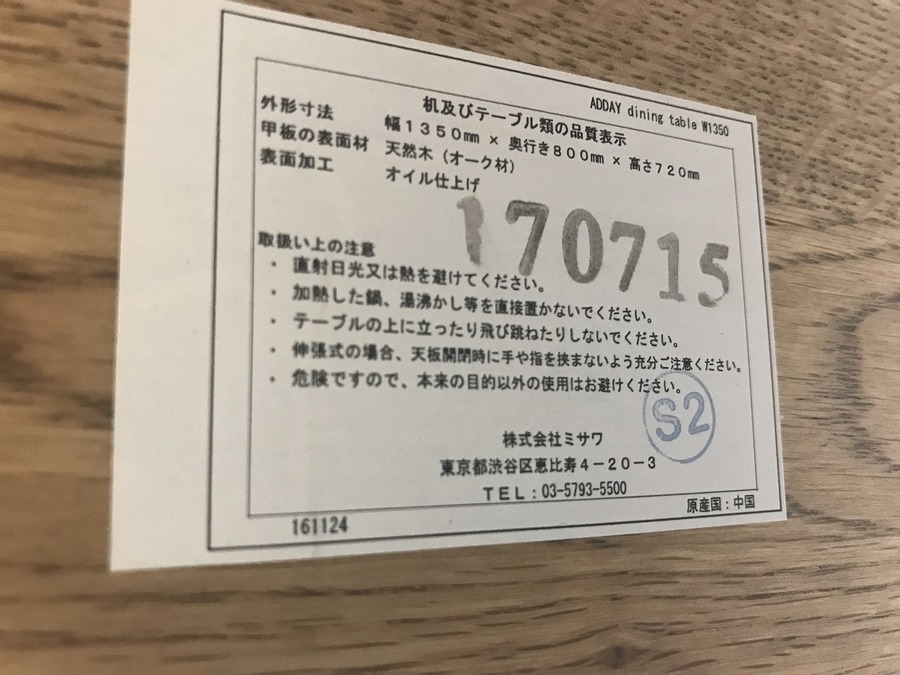 ADDAY dining table W1350
机及びテーブル類の品質表示
外形寸法 幅1350㎜ × 奥行き800㎜ × 高さ720㎜
甲板の表面材 天然木（オーク材）
表面加工 オイル仕上げ
170715
取扱い上の注意
・ 直射日光又は熱を避けてください。
・ 加熱した鍋、湯沸かし等を直接置かないでください。
・ テーブルの上に立ったり飛び跳ねたりしないでください。
・ 伸張式の場合、天板開閉時に手や指を挟まないよう充分ご注意ください。
・ 危険ですので、本来の目的以外の使用はお避けください。
S2
株式会社ミサワ
東京都渋谷区恵比寿4-20-3
TEL:03-5793-5500
原産国：中国
161124